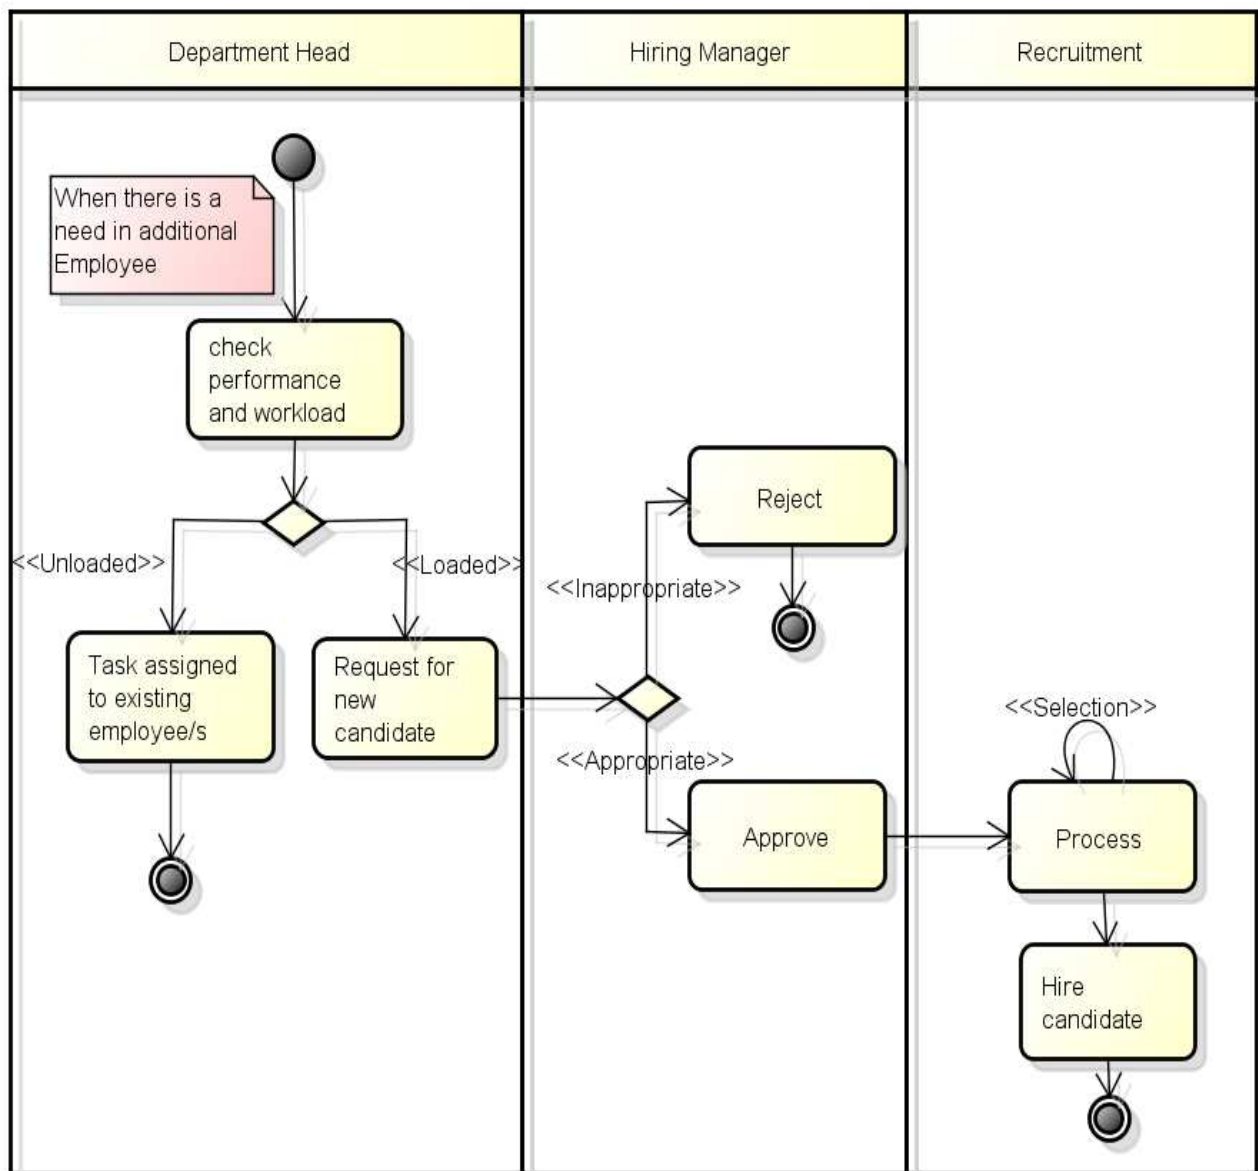 Department Head
Hiring Manager
Recruitment
When there is a
need in additional
Employee
check
performance
and workload
<<Unloaded>>
<<Loaded>>
Task assigned
to existing
employee/s
Request for
new
candidate
Reject
<<Inappropriate>>
<<Appropriate>>
Approve
<<Selection>>
Process
Hire
candidate